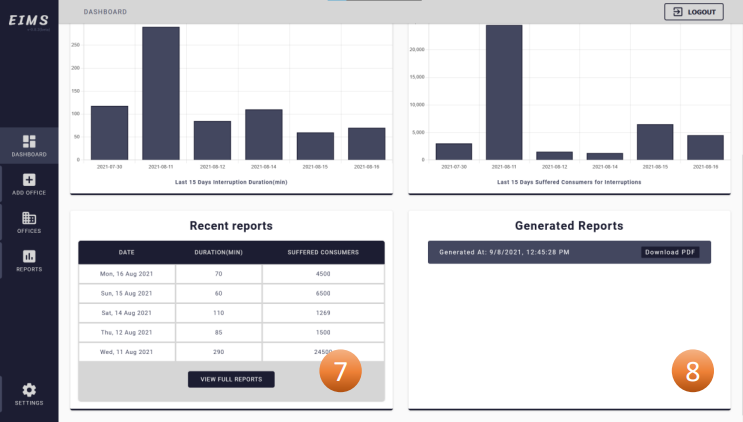 EIMS
DASHBOARD
LOGOUT
DASHBOARD
ADD OFFICE
OFFICES
REPORTS
SETTINGS
250
200
150
100
50
0
2021-07-30 2021-08-11 2021-08-12 2021-08-14 2021-08-15 2021-08-16
Last 15 Days Interruption Duration(min)
20,000
15,000
10,000
5,000
0
2021-07-30 2021-08-11 2021-08-12 2021-08-14 2021-08-15 2021-08-16
Last 15 Days Suffered Consumers for Interruptions
Recent reports
DATE DURATION(MIN) SUFFERED CONSUMERS
Mon, 16 Aug 2021 70 4500
Sun, 15 Aug 2021 60 6500
Sat, 14 Aug 2021 110 1269
Thu, 12 Aug 2021 85 1500
Wed, 11 Aug 2021 290 24500
VIEW FULL REPORTS
7
Generated Reports
Generated At: 9/8/2021, 12:45:28 PM Download PDF
8